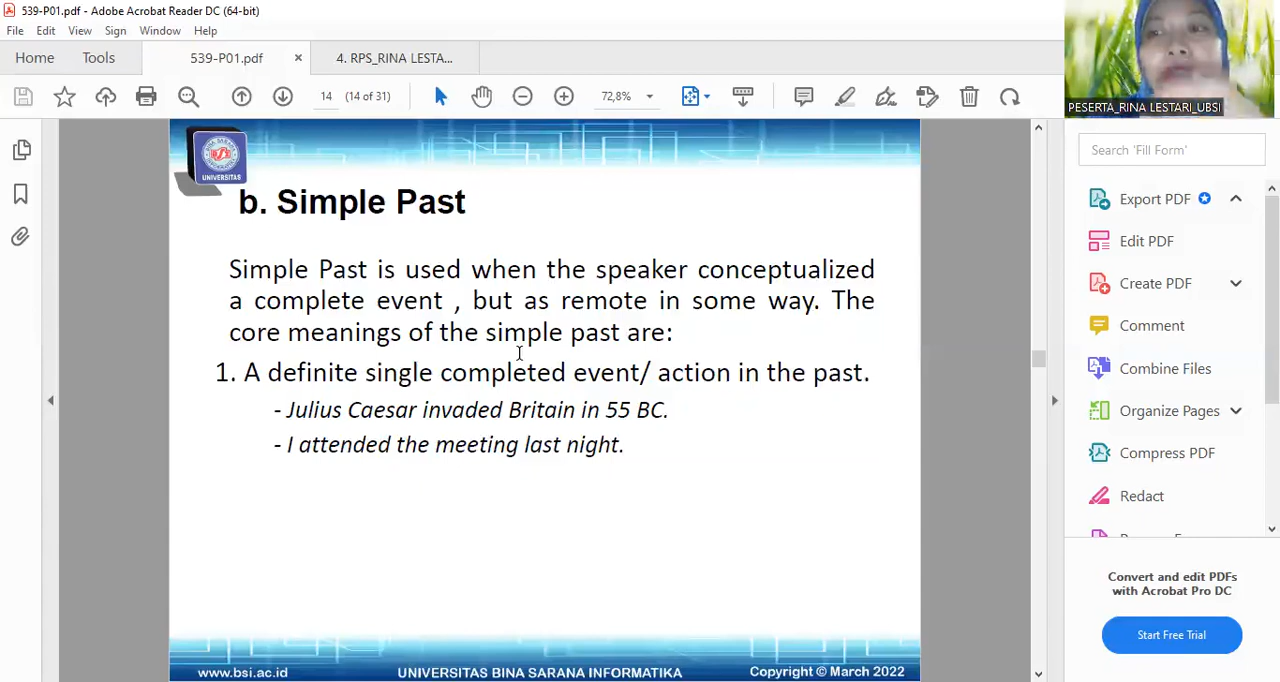 539-P01.pdf - Adobe Acrobat Reader DC (64-bit)
File Edit View Sign Window Help
Home Tools 539-P01.pdf × 4. RPS_RINA LESTA...
14 (14 of 31) 72,8%
PESERTA_RINA LESTARI_UBSI
UNIVERSITAS
b. Simple Past
Simple Past is used when the speaker conceptualized
a complete event , but as remote in some way. The
core meanings of the simple past are:
1. A definite single completed event/ action in the past.
- Julius Caesar invaded Britain in 55 BC.
- I attended the meeting last night.
www.bsi.ac.id UNIVERSITAS BINA SARANA INFORMATIKA Copyright © March 2022
Search 'Fill Form'
Export PDF
Edit PDF
Create PDF
Comment
Combine Files
Organize Pages
Compress PDF
Redact
Convert and edit PDFs
with Acrobat Pro DC
Start Free Trial